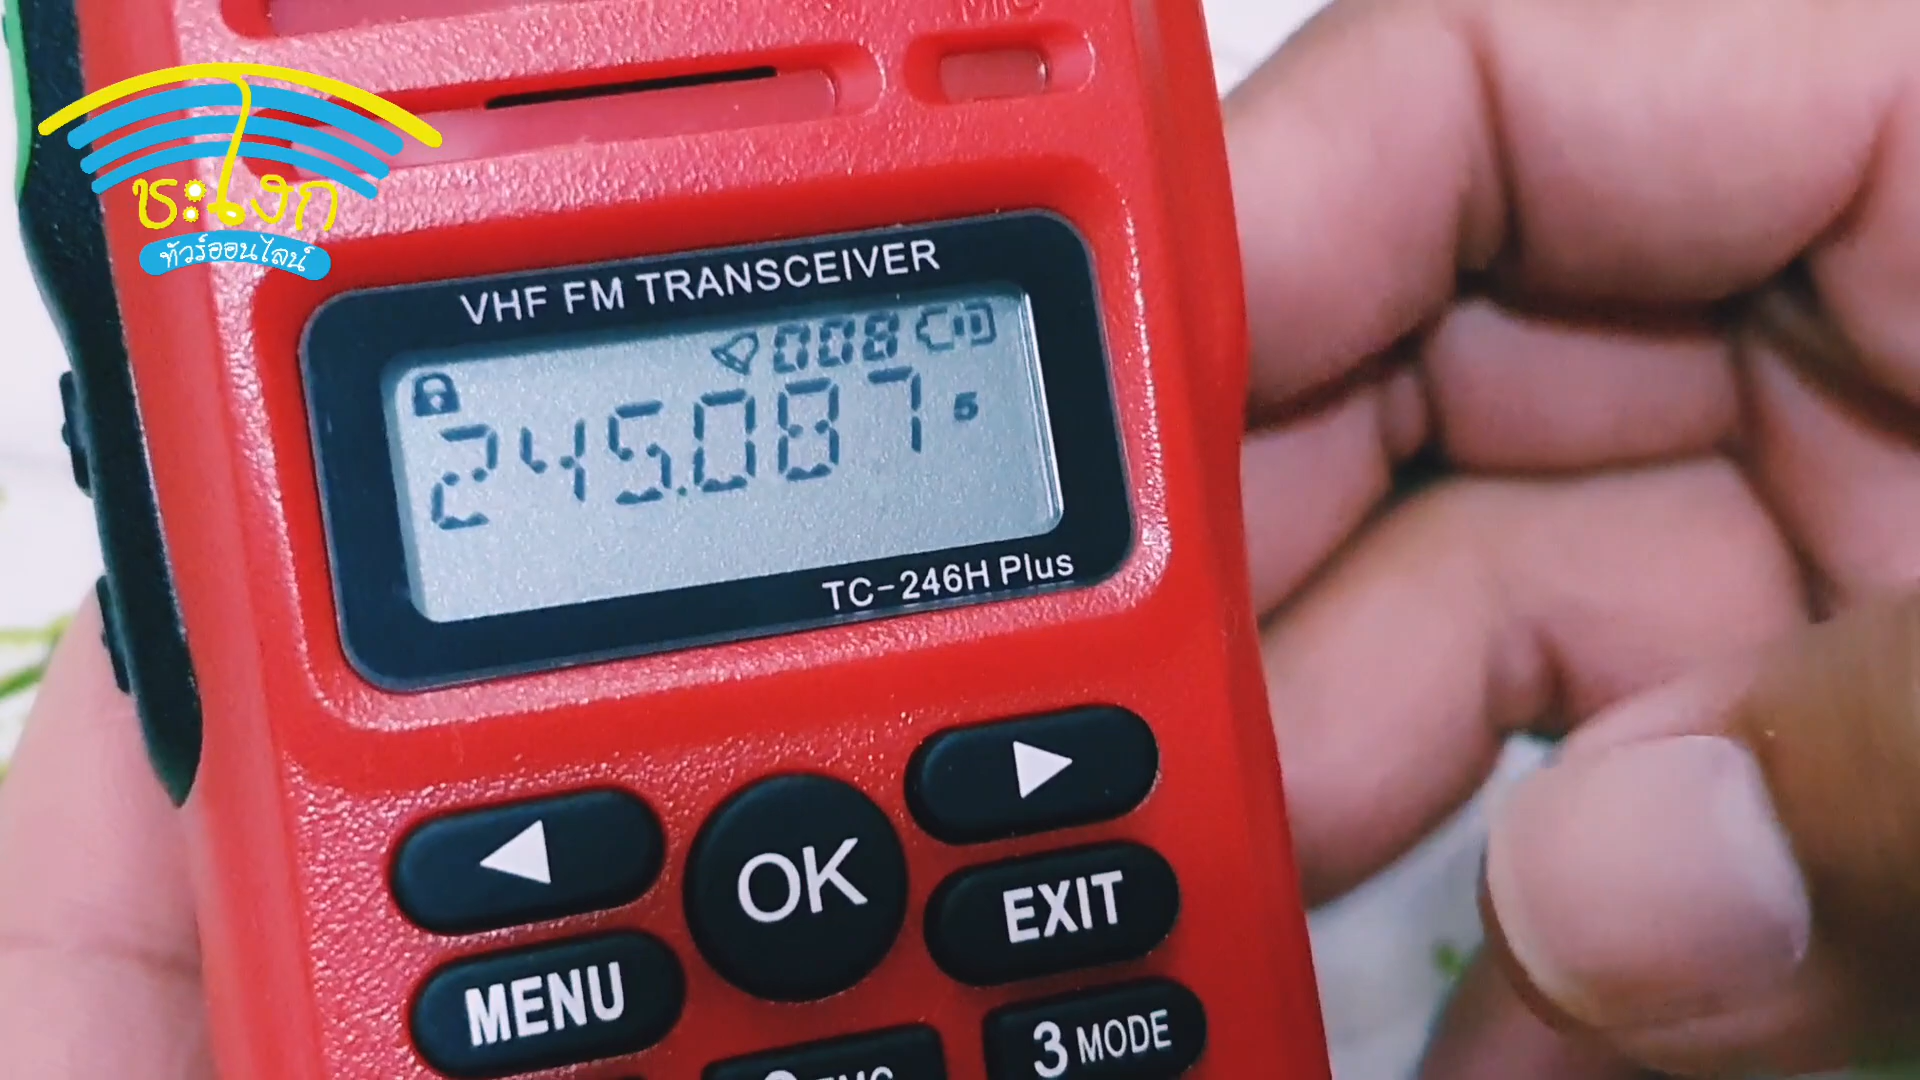 ชะโงก
ทัวร์ออนไลน์
VHF FM TRANSCEIVER
008
245.087 5
TC-246H Plus
OK
EXIT
MENU
3 MODE